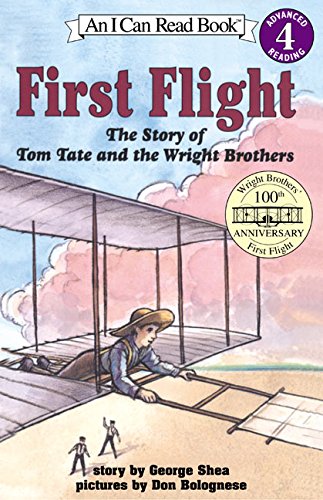 An I Can Read Book®
ADVANCED
4
READING
First Flight
The Story of
Tom Tate and the Wright Brothers
Wright Brothers'
100th
ANNIVERSARY
First Flight
story by George Shea
pictures by Don Bolognese